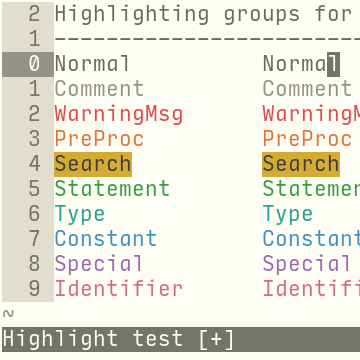 2 Highlighting groups for
1 ------------------------
0 Normal Normal
1 Comment Comment
2 WarningMsg WarningM
3 PreProc PreProc
4 Search Search
5 Statement Statemen
6 Type Type
7 Constant Constant
8 Special Special
9 Identifier Identifi
~
Highlight test [+]